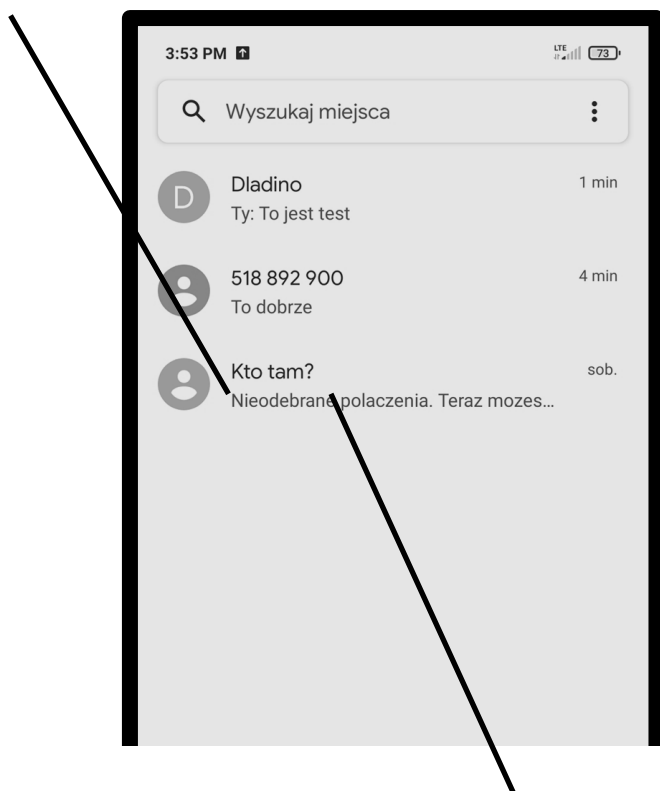 3:53 PM
LTE
73
Wyszukaj miejsca
D
Dladino
1 min
Ty: To jest test
518 892 900
4 min
To dobrze
Kto tam?
sob.
Nieodebrane polaczenia. Teraz mozes...